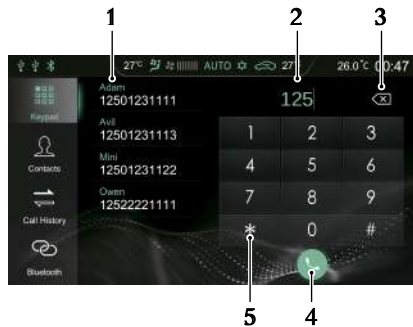 1 2 3
27°C AUTO 27 26.0°C 00:47
Keypad
Contacts
Call History
Bluetooth
Adam
12501231111
Avil
12501231113
Mini
12501231122
Owen
12522221111
125
1 2 3
4 5 6
7 8 9
* 0 #
5 4